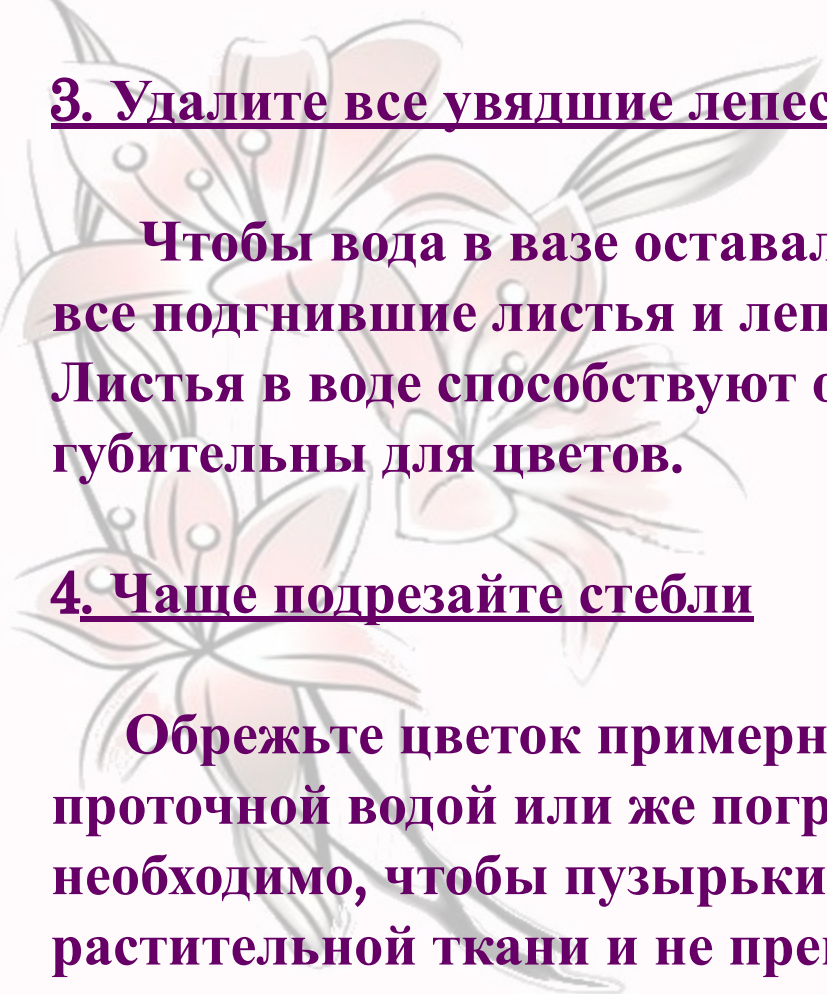 3. Удалите все увядшие лепес
Чтобы вода в вазе оставал
все подгнившие листья и леп
Листья в воде способствуют о
губительны для цветов.
4. Чаще подрезайте стебли
Обрежьте цветок примерн
проточной водой или же погр
необходимо, чтобы пузырьки
растительной ткани и не пре